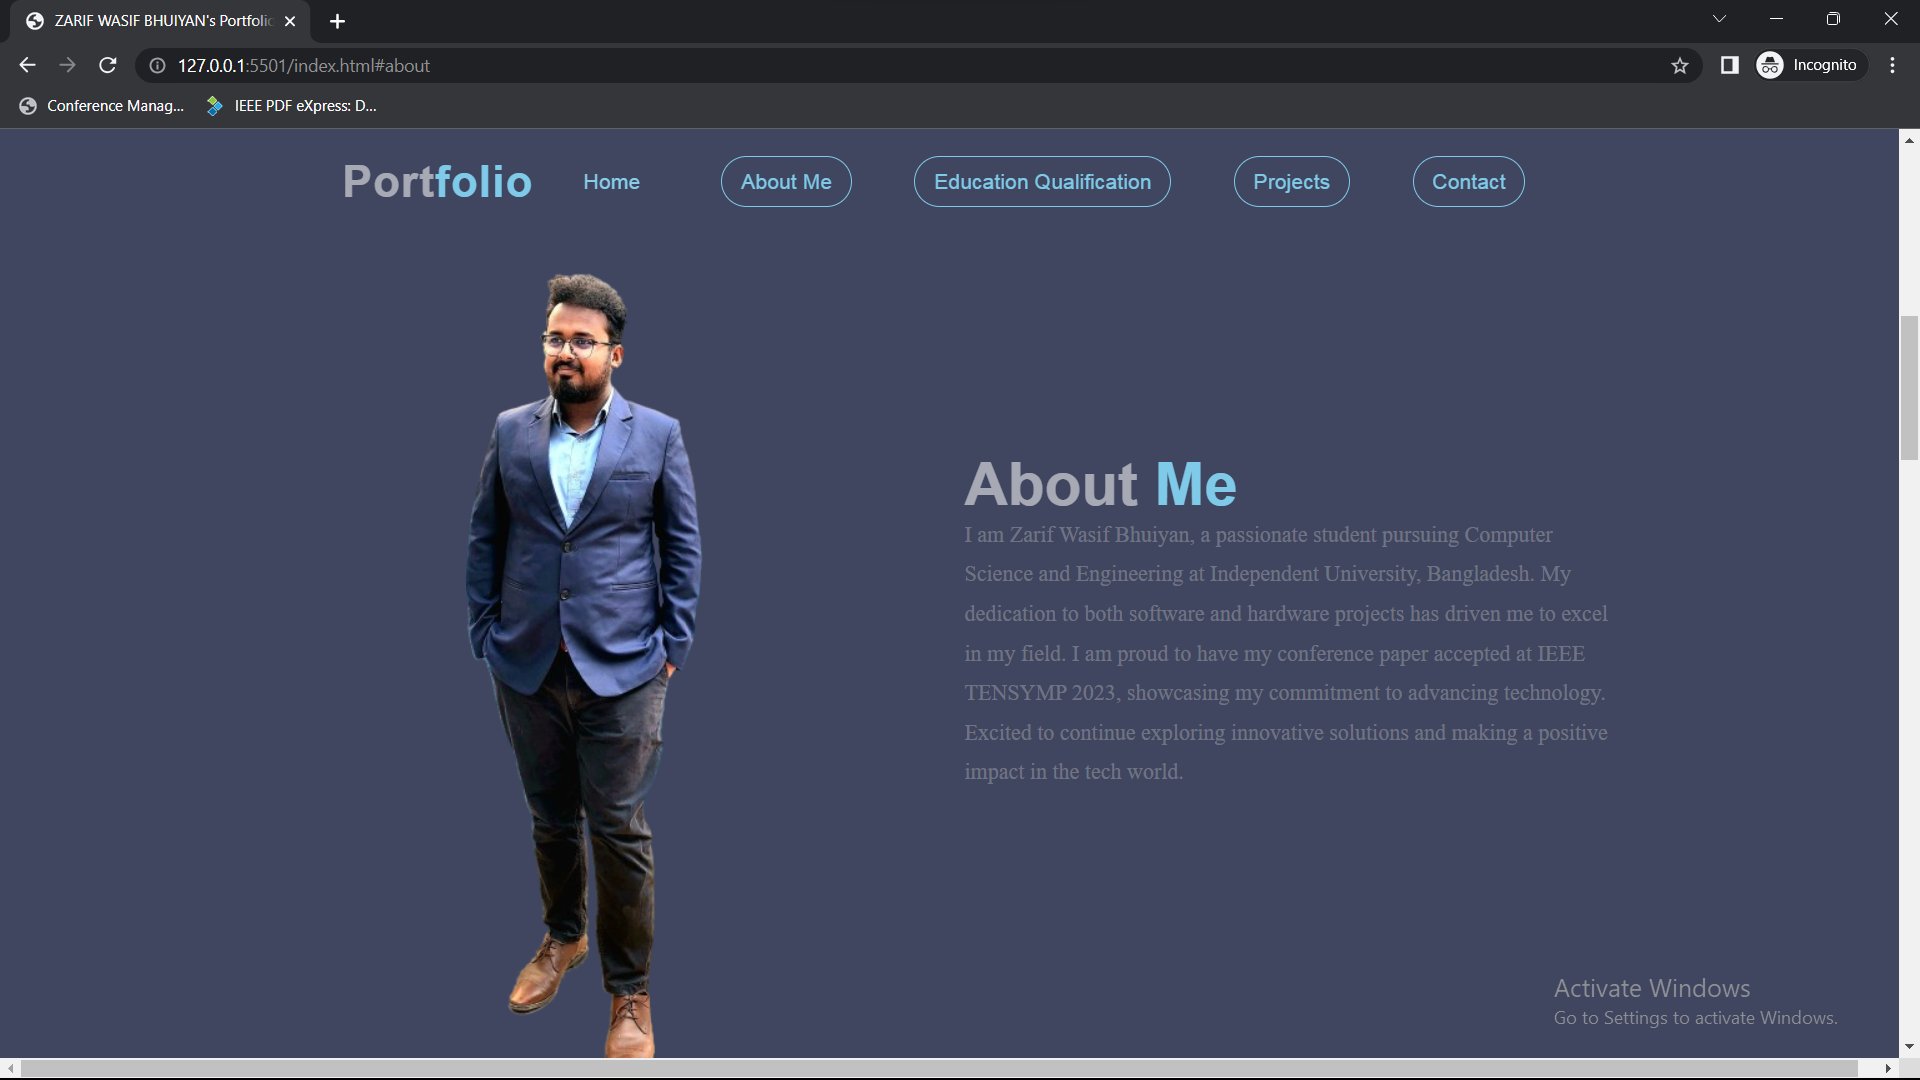 ZARIF WASIF BHUIYAN's Portfolio
127.0.0.1:5501/index.html#about
Incognito
Conference Manag... IEEE PDF eXpress: D...
Portfolio Home About Me Education Qualification Projects Contact
About Me
I am Zarif Wasif Bhuiyan, a passionate student pursuing Computer
Science and Engineering at Independent University, Bangladesh. My
dedication to both software and hardware projects has driven me to excel
in my field. I am proud to have my conference paper accepted at IEEE
TENSYMP 2023, showcasing my commitment to advancing technology.
Excited to continue exploring innovative solutions and making a positive
impact in the tech world.
Activate Windows
Go to Settings to activate Windows.